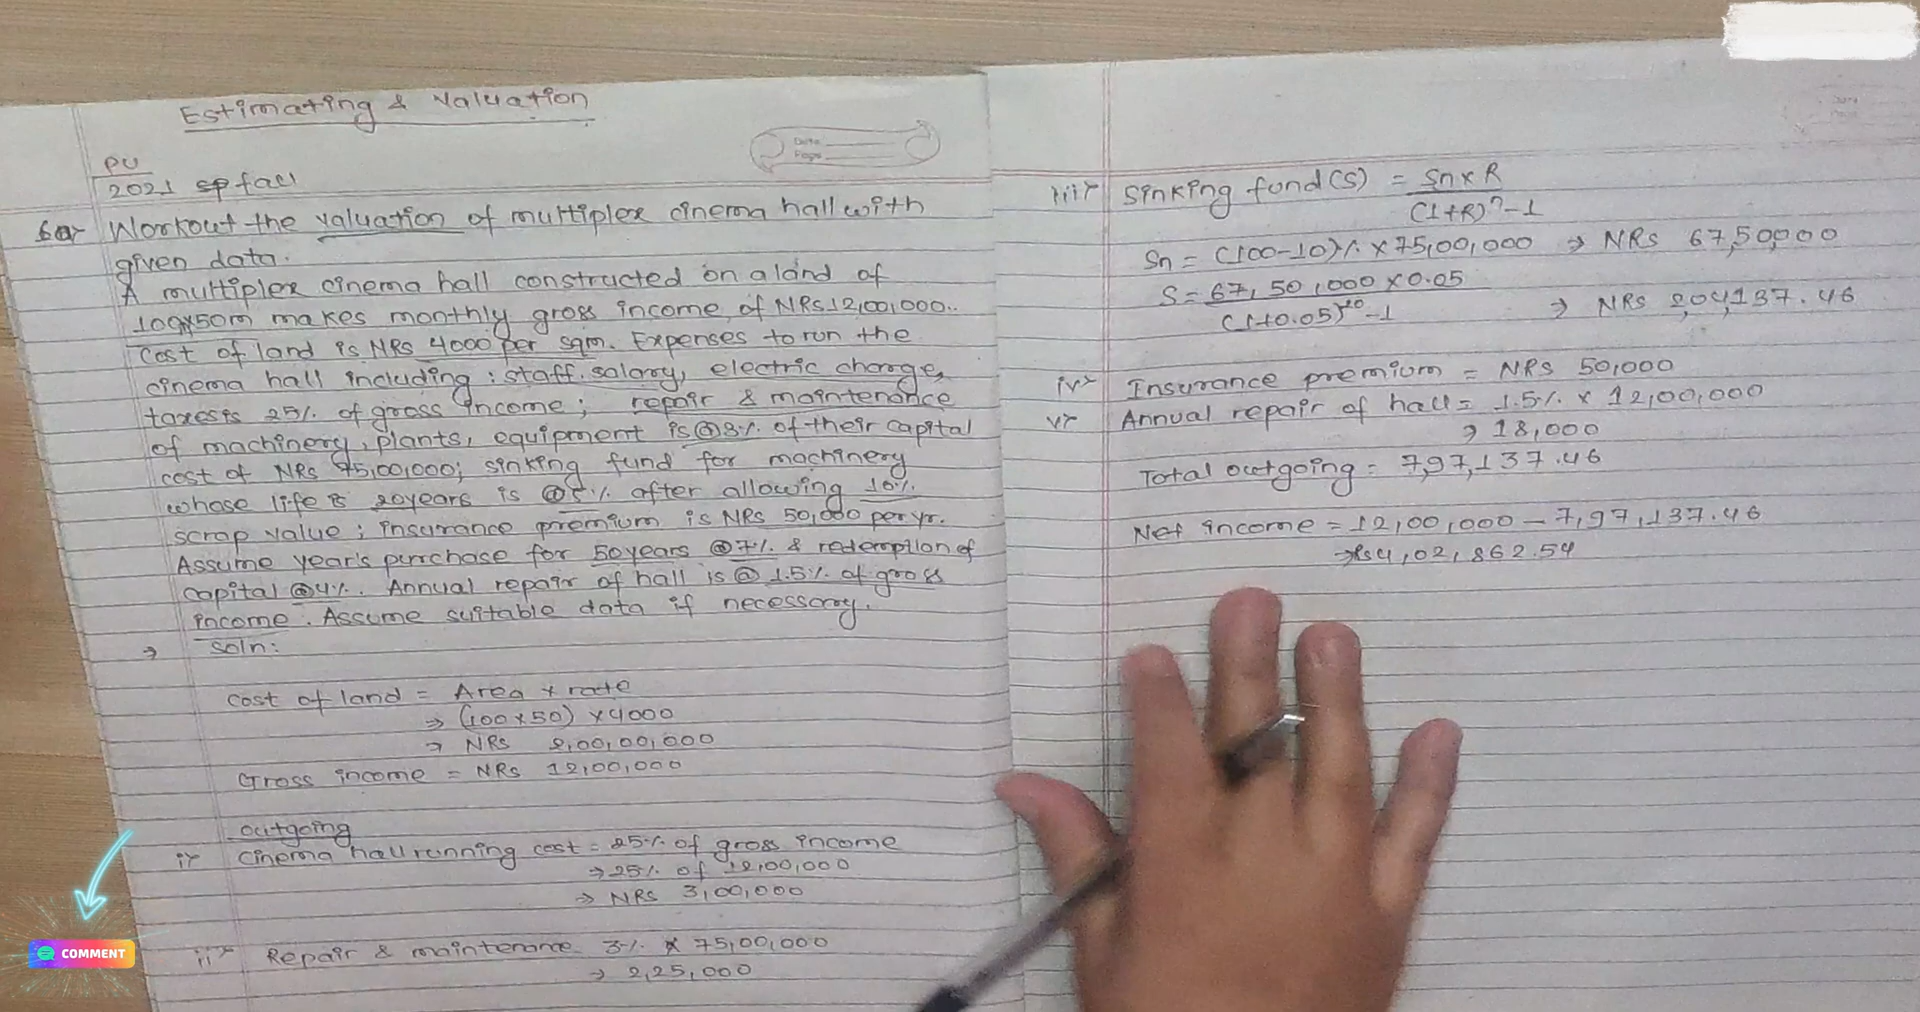 Estimating & Valuation
PU
2021 sp fall
6a> Workout the valuation of multiplex cinema hall with
given data.
A multiplex cinema hall constructed on a land of
100x50m makes monthly gross income of NRs 12,00,000..
Cost of land is NRs 4000 per sqm. Expenses to run the
cinema hall including: staff salary, electric charge,
taxes is 25% of gross income; repair & maintenance
of machinery, plants, equipment is @3% of their capital
cost of NRs 75,00,000; sinking fund for machinery
whose life is 20years is @5% after allowing 10%
scrap value; insurance premium is NRs 50,000 per yr.
Assume year's purchase for 50years @7% & redemption of
capital @4%. Annual repair of hall is @ 1.5% of gross
income. Assume suitable data if necessary.
→ Soln:
Cost of land = Area x rate
⇒ (100x50) x4000
→ NRs 2,00,00,000
Gross income = NRs 12,00,000
outgoing
i> Cinema hall running cost = 25% of gross income
⇒ 25% of 12,00,000
⇒ NRs 3,00,000
ii> Repair & maintenance 3% x 75,00,000
→ 2,25,000
iii> Sinking fund (S) = Sn x R
(1+R)^n - 1
Sn = (100-10)% x 75,00,000 ⇒ NRs 67,50,000
S = 67,50,000 x 0.05
(1+0.05)^20 - 1 ⇒ NRs 2,04,137.46
iv> Insurance premium = NRs 50,000
v> Annual repair of hall = 1.5% x 12,00,000
⇒ 18,000
Total outgoing = 7,97,137.46
Net income = 12,00,000 - 7,97,137.46
⇒ Rs 4,02,862.54
COMMENT